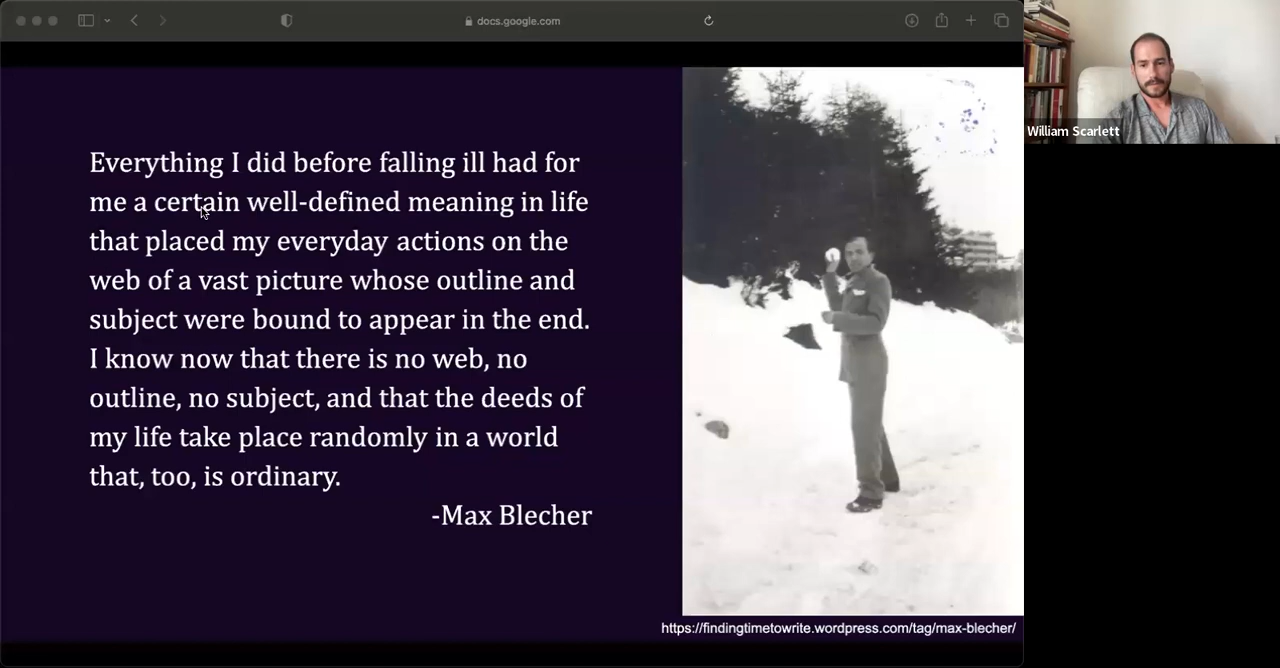 docs.google.com
Everything I did before falling ill had for
me a certain well-defined meaning in life
that placed my everyday actions on the
web of a vast picture whose outline and
subject were bound to appear in the end.
I know now that there is no web, no
outline, no subject, and that the deeds of
my life take place randomly in a world
that, too, is ordinary.
-Max Blecher
https://findingtimetowrite.wordpress.com/tag/max-blecher/
William Scarlett